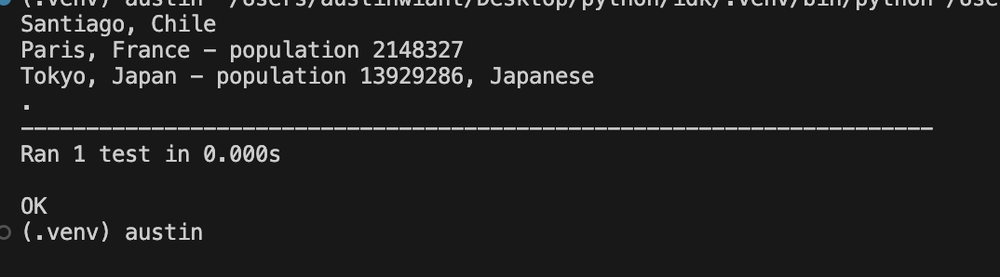 (.venv) austin /Users/austinwiant/Desktop/python/idk/.venv/bin/python
Santiago, Chile
Paris, France - population 2148327
Tokyo, Japan - population 13929286, Japanese
.
----------------------------------------------------------------------
Ran 1 test in 0.000s
OK
(.venv) austin